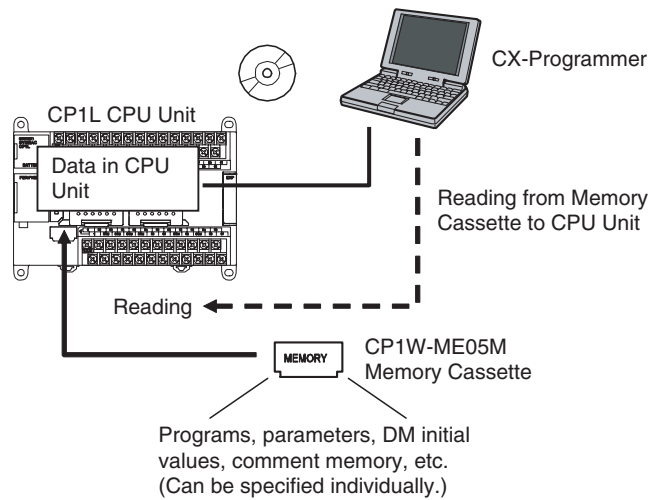 CX-Programmer
CP1L CPU Unit
Data in CPU
Unit
Reading from Memory
Cassette to CPU Unit
Reading
MEMORY
CP1W-ME05M
Memory Cassette
Programs, parameters, DM initial
values, comment memory, etc.
(Can be specified individually.)